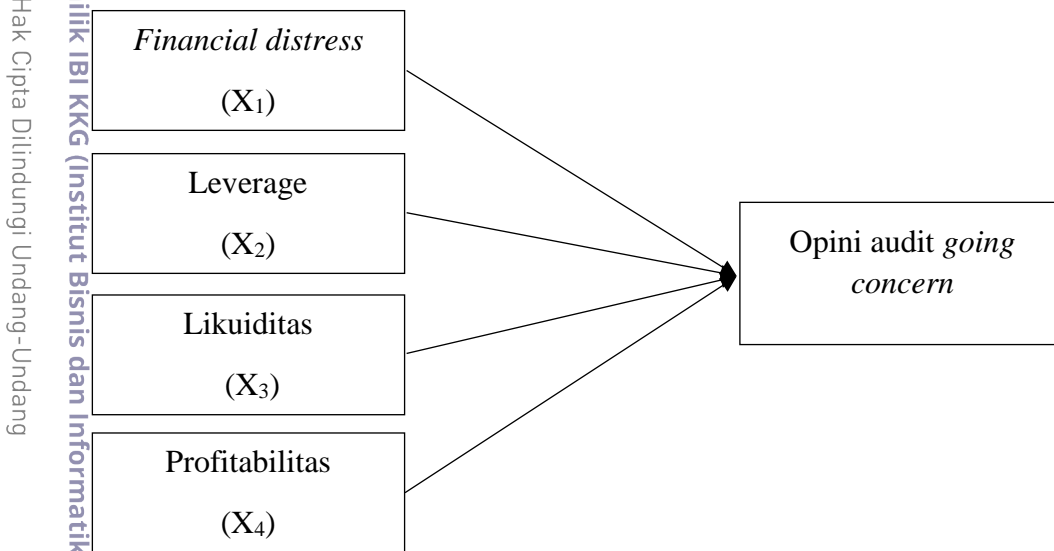 Hak Cipta Dilindungi Undang-Undang
ilik IBI KKG (Institut Bisnis dan Informatik
Financial distress
(X₁)
Leverage
(X₂)
Likuiditas
(X₃)
Profitabilitas
(X₄)
Opini audit going
concern